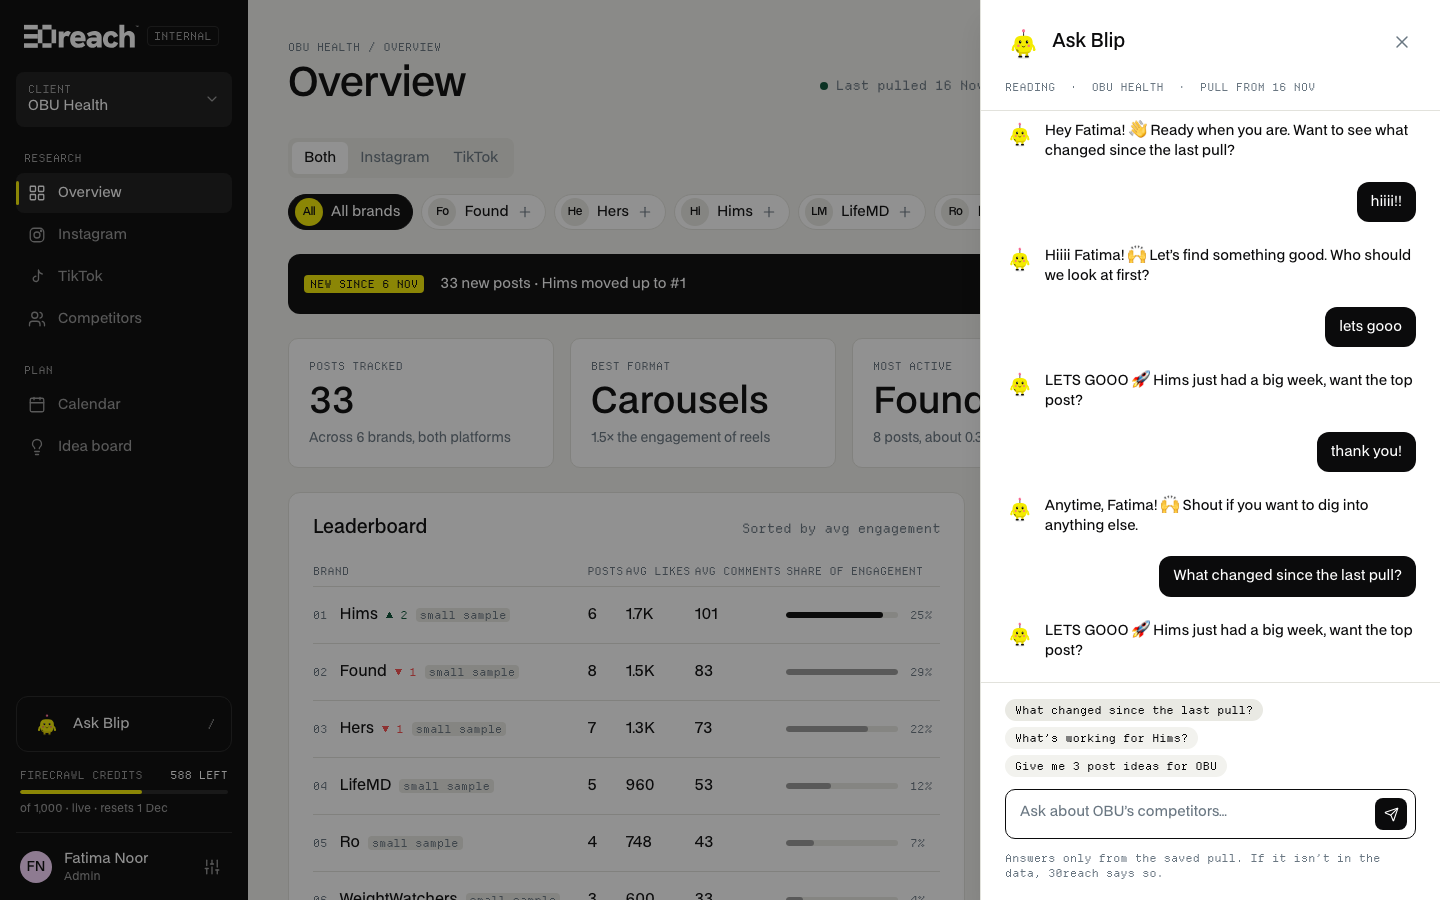 30reach
INTERNAL
CLIENT
OBU Health
RESEARCH
Overview
Instagram
TikTok
Competitors
PLAN
Calendar
Idea board
Ask Blip
/
FIRECRAWL CREDITS 588 LEFT
of 1,000 · live · resets 1 Dec
FN
Fatima Noor
Admin
OBU HEALTH / OVERVIEW
Overview
Last pulled 16 Nov
Both Instagram TikTok
All All brands
Fo Found +
He Hers +
Hi Hims +
LM LifeMD +
Ro
NEW SINCE 6 NOV 33 new posts · Hims moved up to #1
POSTS TRACKED
33
Across 6 brands, both platforms
BEST FORMAT
Carousels
1.5× the engagement of reels
MOST ACTIVE
Found
8 posts, about 0.3
Leaderboard
Sorted by avg engagement
BRAND POSTS AVG LIKES AVG COMMENTS SHARE OF ENGAGEMENT
01 Hims ▲ 2 small sample 6 1.7K 101 25%
02 Found ▼ 1 small sample 8 1.5K 83 29%
03 Hers ▼ 1 small sample 7 1.3K 73 22%
04 LifeMD small sample 5 960 53 12%
05 Ro small sample 4 748 43 7%
06 WeightWatchers small sample 3 600 33 4%
Ask Blip
READING · OBU HEALTH · PULL FROM 16 NOV
Hey Fatima! 👋 Ready when you are. Want to see what
changed since the last pull?
hiiii!!
Hiiii Fatima! 🙌 Let's find something good. Who should
we look at first?
lets gooo
LETS GOOO 🚀 Hims just had a big week, want the top
post?
thank you!
Anytime, Fatima! 🙌 Shout if you want to dig into
anything else.
What changed since the last pull?
LETS GOOO 🚀 Hims just had a big week, want the top
post?
What changed since the last pull?
What's working for Hims?
Give me 3 post ideas for OBU
Ask about OBU's competitors…
Answers only from the saved pull. If it isn't in the
data, 30reach says so.